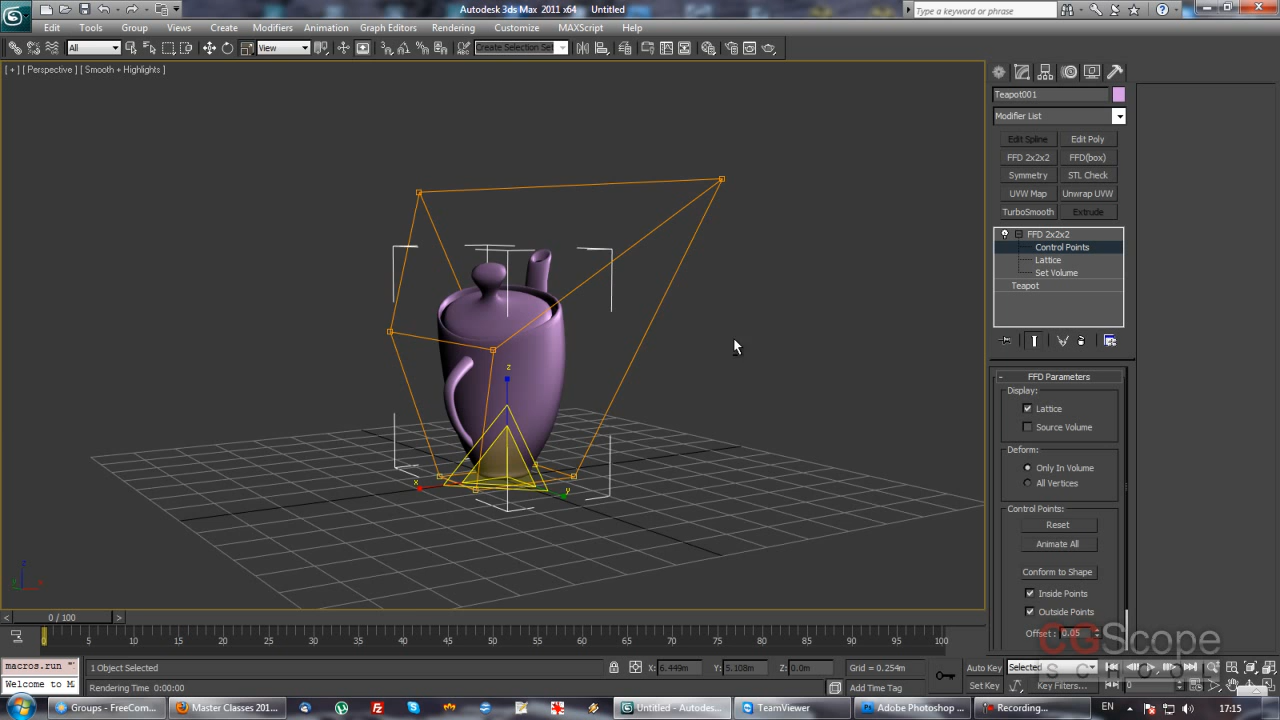 Autodesk 3ds Max 2011 x64 Untitled
Type a keyword or phrase
Edit Tools Group Views Create Modifiers Animation Graph Editors Rendering Customize MAXScript Help
All View Create Selection Set
[ + ] [ Perspective ] [ Smooth + Highlights ]
Teapot001
Modifier List
Edit Spline Edit Poly
FFD 2x2x2 FFD(box)
Symmetry STL Check
UVW Map Unwrap UVW
TurboSmooth Extrude
FFD 2x2x2
Control Points
Lattice
Set Volume
Teapot
z
x
y
- FFD Parameters
Display:
Lattice
Source Volume
Deform:
Only In Volume
All Vertices
Control Points:
Reset
Animate All
Conform to Shape
Inside Points
Outside Points
Offset : 0.05
CGScope
SCHOOL
z
x
0 / 100
0 5 10 15 20 25 30 35 40 45 50 55 60 65 70 75 80 85 90 95 100
macros.run "
1 Object Selected X: 6.449m Y: 5.108m Z: 0.0m Grid = 0.254m Auto Key Selected
Welcome to M
Rendering Time 0:00:00 Add Time Tag Set Key Key Filters... 0
Groups - FreeCom... Master Classes 201... Untitled - Autodes... TeamViewer Adobe Photoshop ... Recording... EN 17:15